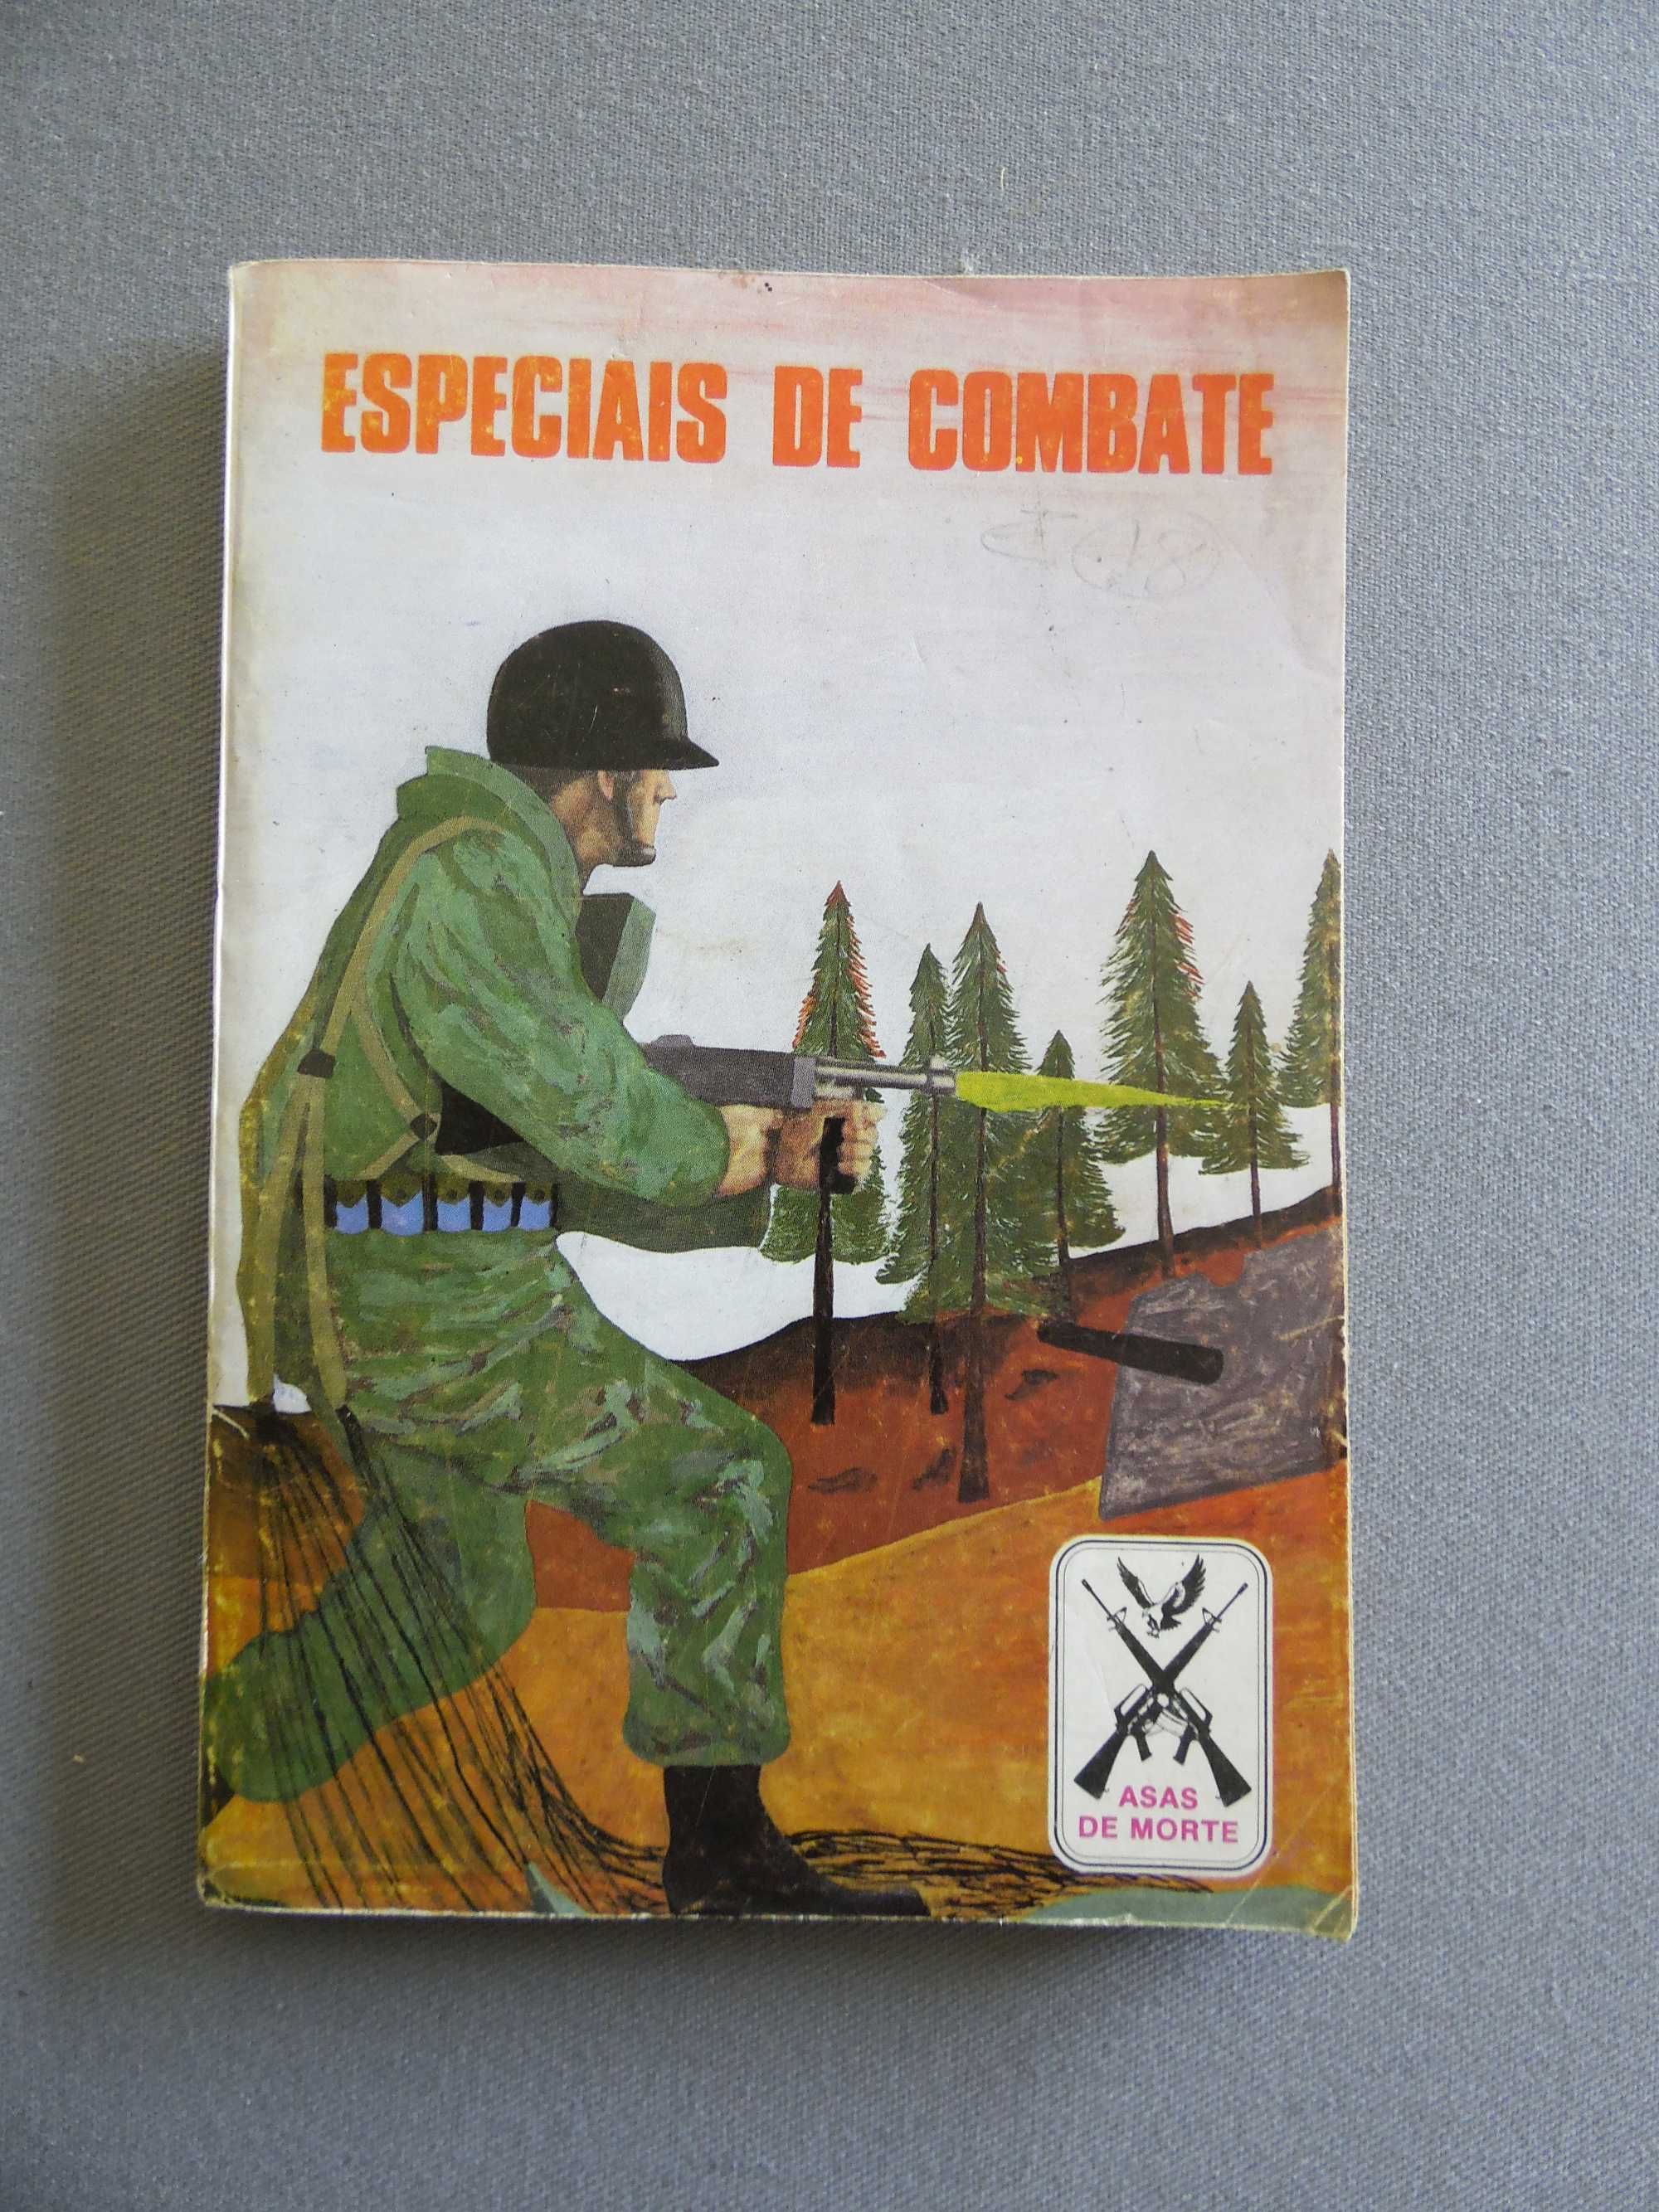 ESPECIAIS DE COMBATE
ASAS
DE MORTE